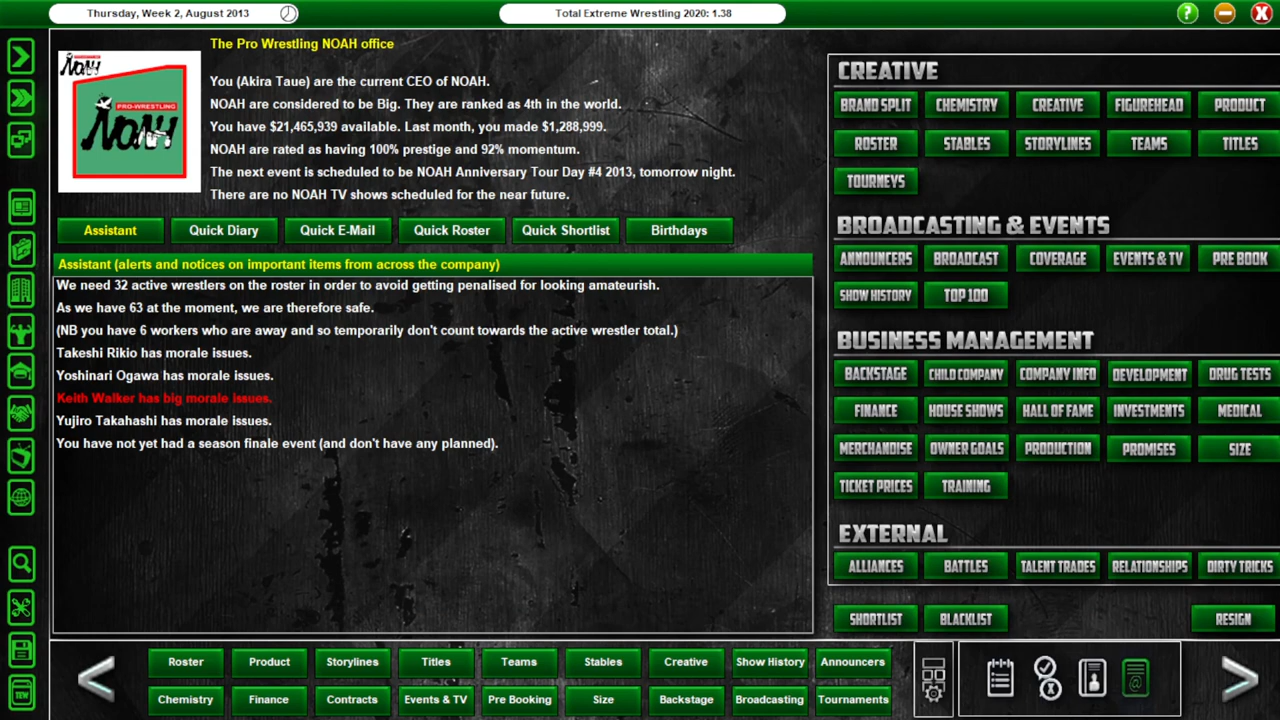 Thursday, Week 2, August 2013
Total Extreme Wrestling 2020: 1.38
?
X
NOAH
PRO-WRESTLING
NOAH
The Pro Wrestling NOAH office
You (Akira Taue) are the current CEO of NOAH.
NOAH are considered to be Big. They are ranked as 4th in the world.
You have $21,465,939 available. Last month, you made $1,288,999.
NOAH are rated as having 100% prestige and 92% momentum.
The next event is scheduled to be NOAH Anniversary Tour Day #4 2013, tomorrow night.
There are no NOAH TV shows scheduled for the near future.
Assistant
Quick Diary
Quick E-Mail
Quick Roster
Quick Shortlist
Birthdays
Assistant (alerts and notices on important items from across the company)
We need 32 active wrestlers on the roster in order to avoid getting penalised for looking amateurish.
As we have 63 at the moment, we are therefore safe.
(NB you have 6 workers who are away and so temporarily don't count towards the active wrestler total.)
Takeshi Rikio has morale issues.
Yoshinari Ogawa has morale issues.
Keith Walker has big morale issues.
Yujiro Takahashi has morale issues.
You have not yet had a season finale event (and don't have any planned).
CREATIVE
BRAND SPLIT
CHEMISTRY
CREATIVE
FIGUREHEAD
PRODUCT
ROSTER
STABLES
STORYLINES
TEAMS
TITLES
TOURNEYS
BROADCASTING & EVENTS
ANNOUNCERS
BROADCAST
COVERAGE
EVENTS & TV
PRE BOOK
SHOW HISTORY
TOP 100
BUSINESS MANAGEMENT
BACKSTAGE
CHILD COMPANY
COMPANY INFO
DEVELOPMENT
DRUG TESTS
FINANCE
HOUSE SHOWS
HALL OF FAME
INVESTMENTS
MEDICAL
MERCHANDISE
OWNER GOALS
PRODUCTION
PROMISES
SIZE
TICKET PRICES
TRAINING
EXTERNAL
ALLIANCES
BATTLES
TALENT TRADES
RELATIONSHIPS
DIRTY TRICKS
SHORTLIST
BLACKLIST
RESIGN
TEW
Roster
Product
Storylines
Titles
Teams
Stables
Creative
Show History
Announcers
Chemistry
Finance
Contracts
Events & TV
Pre Booking
Size
Backstage
Broadcasting
Tournaments
@